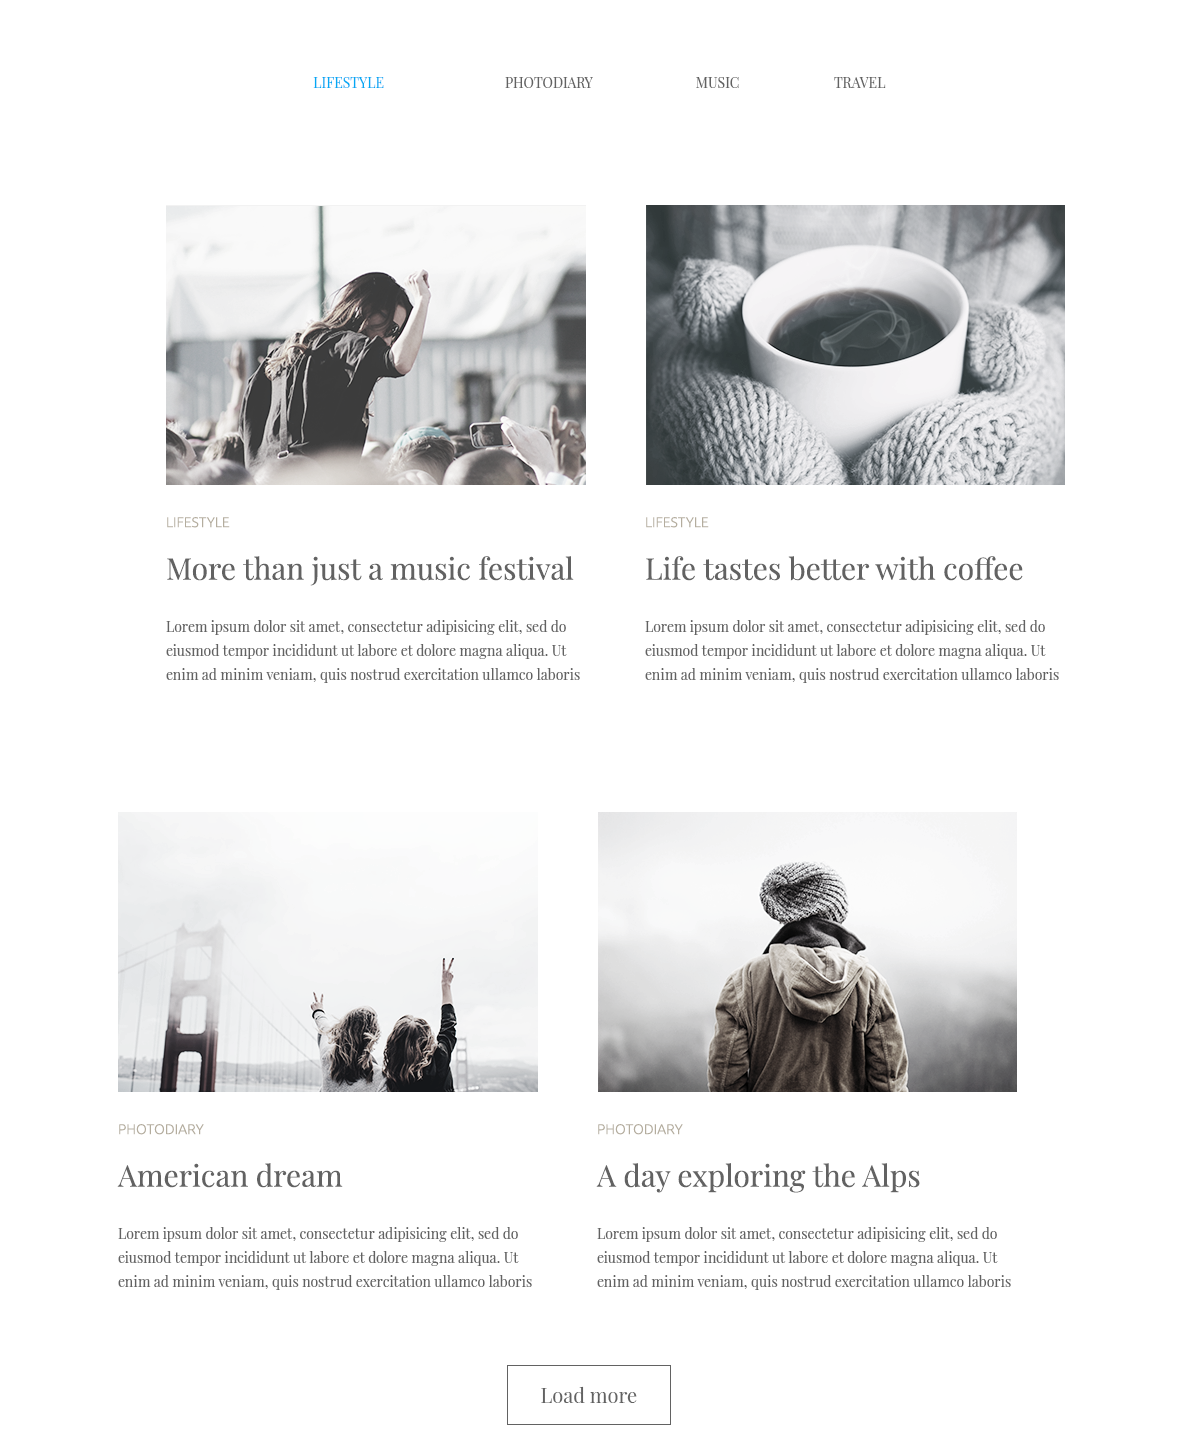 LIFESTYLE PHOTODIARY MUSIC TRAVEL
LIFESTYLE
More than just a music festival
Lorem ipsum dolor sit amet, consectetur adipisicing elit, sed do
eiusmod tempor incididunt ut labore et dolore magna aliqua. Ut
enim ad minim veniam, quis nostrud exercitation ullamco laboris
LIFESTYLE
Life tastes better with coffee
Lorem ipsum dolor sit amet, consectetur adipisicing elit, sed do
eiusmod tempor incididunt ut labore et dolore magna aliqua. Ut
enim ad minim veniam, quis nostrud exercitation ullamco laboris
PHOTODIARY
American dream
Lorem ipsum dolor sit amet, consectetur adipisicing elit, sed do
eiusmod tempor incididunt ut labore et dolore magna aliqua. Ut
enim ad minim veniam, quis nostrud exercitation ullamco laboris
PHOTODIARY
A day exploring the Alps
Lorem ipsum dolor sit amet, consectetur adipisicing elit, sed do
eiusmod tempor incididunt ut labore et dolore magna aliqua. Ut
enim ad minim veniam, quis nostrud exercitation ullamco laboris
Load more